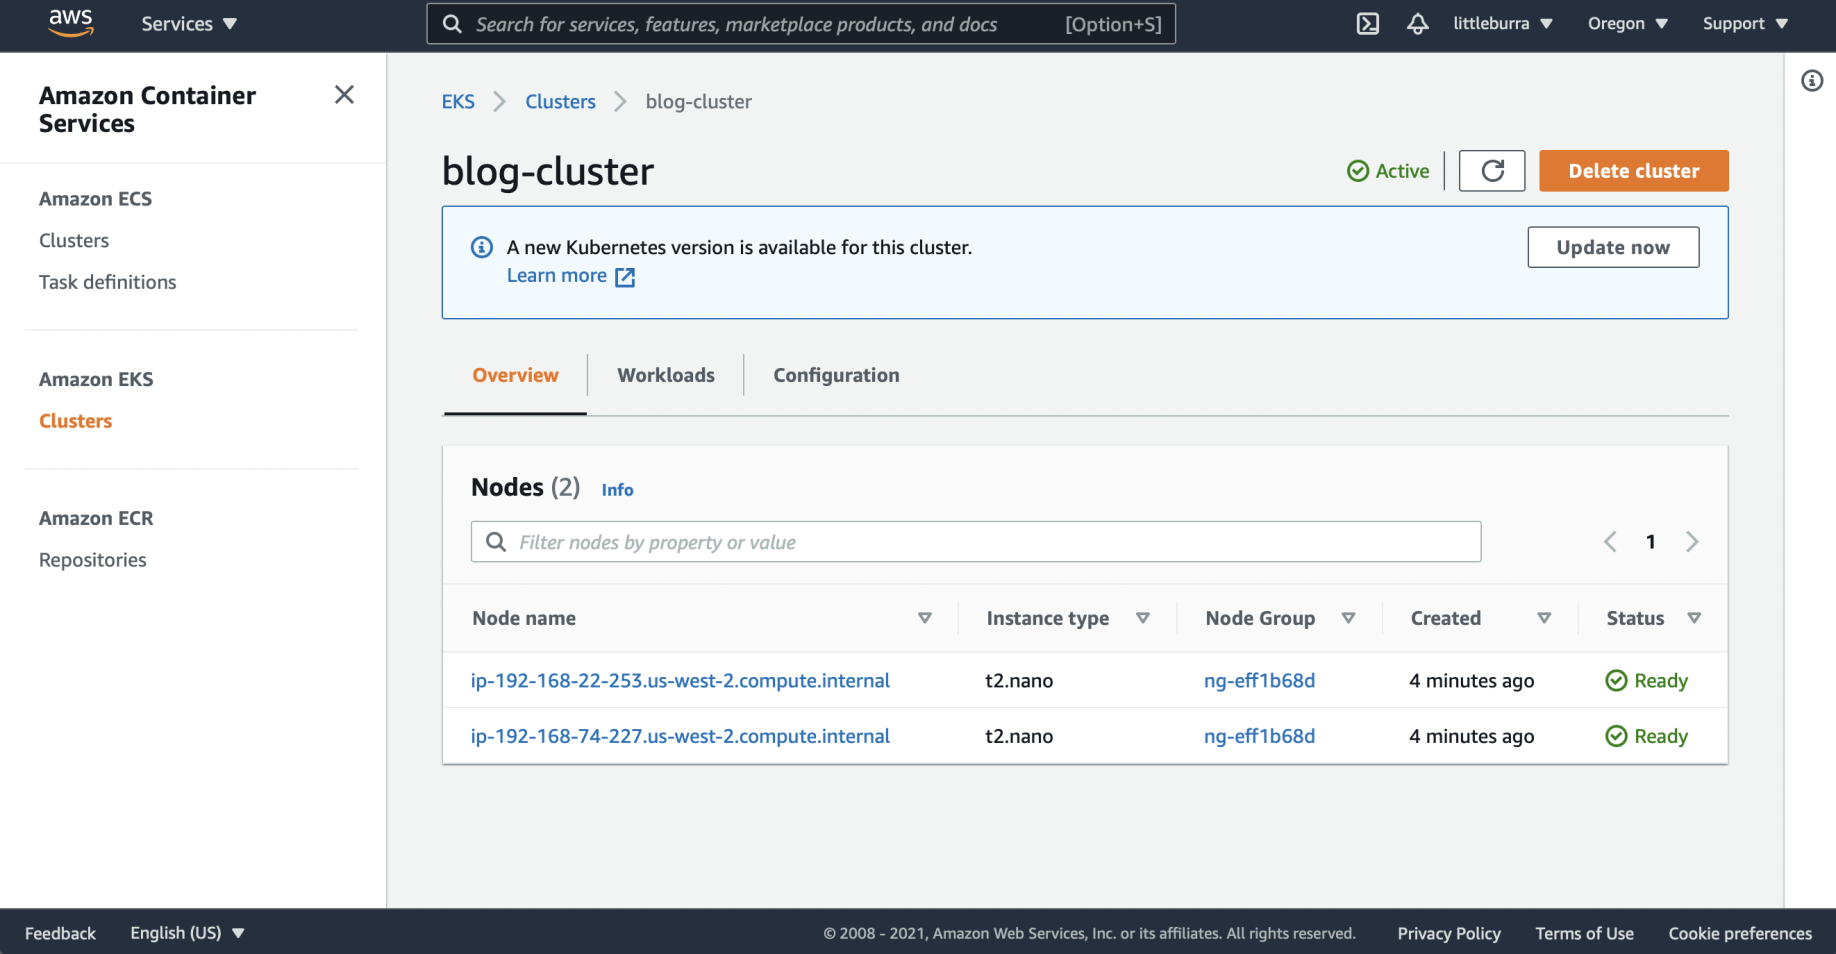 aws
Services
Search for services, features, marketplace products, and docs [Option+S]
littleburra
Oregon
Support
Amazon Container
Services
Amazon ECS
Clusters
Task definitions
Amazon EKS
Clusters
Amazon ECR
Repositories
EKS
Clusters
blog-cluster
blog-cluster
Active
Delete cluster
A new Kubernetes version is available for this cluster.
Learn more
Update now
Overview
Workloads
Configuration
Nodes (2) Info
Filter nodes by property or value
1
Node name Instance type Node Group Created Status
ip-192-168-22-253.us-west-2.compute.internal t2.nano ng-eff1b68d 4 minutes ago Ready
ip-192-168-74-227.us-west-2.compute.internal t2.nano ng-eff1b68d 4 minutes ago Ready
Feedback
English (US)
© 2008 - 2021, Amazon Web Services, Inc. or its affiliates. All rights reserved.
Privacy Policy
Terms of Use
Cookie preferences